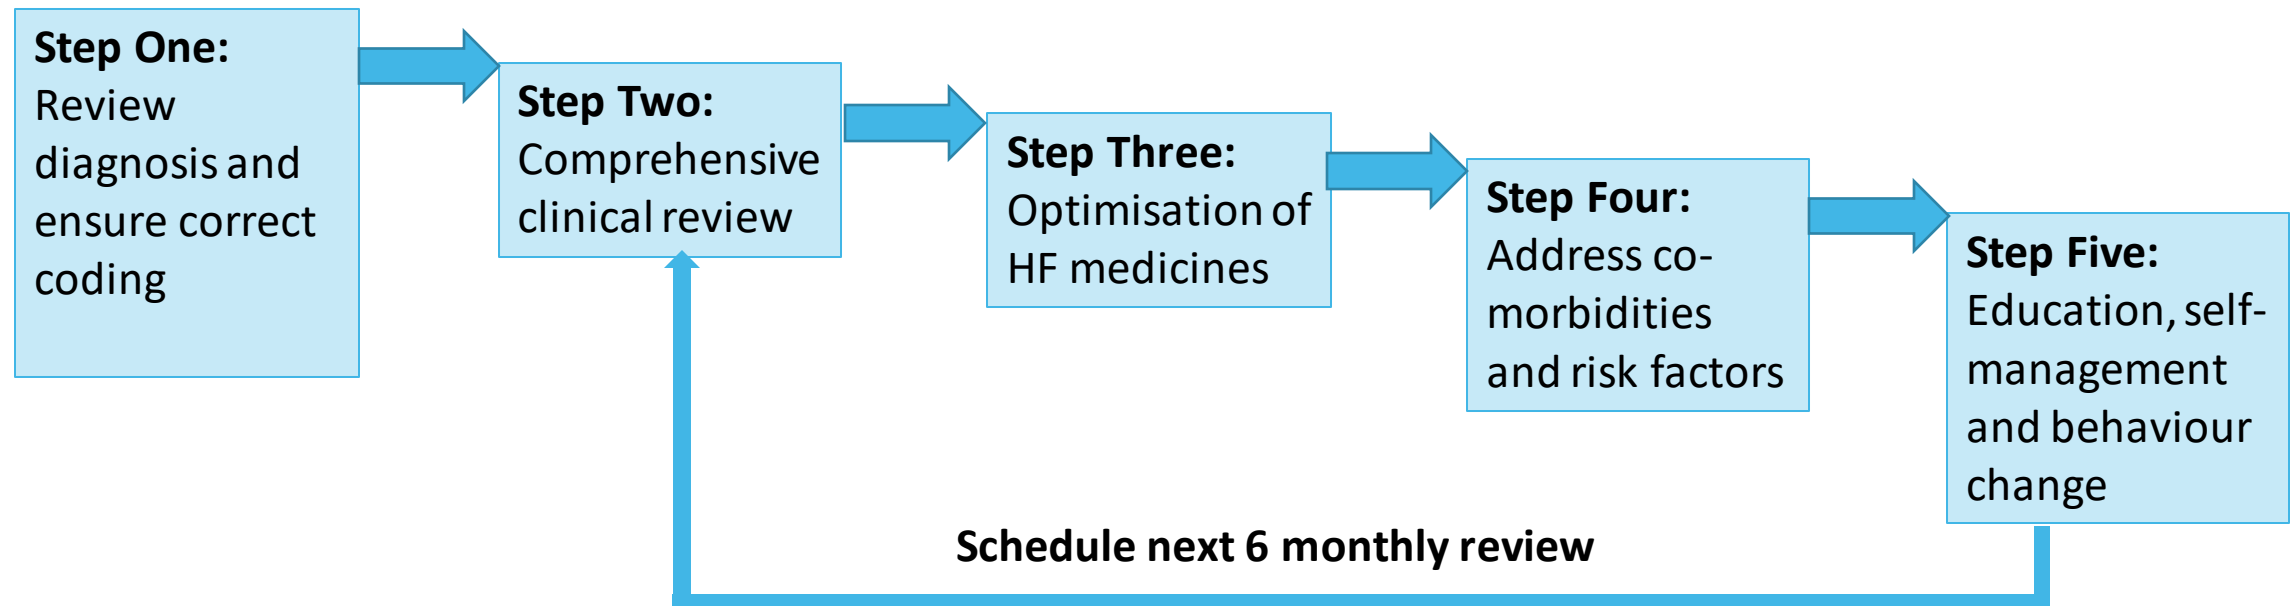 Step One:
Review
diagnosis and
ensure correct
coding
Step Two:
Comprehensive
clinical review
Step Three:
Optimisation of
HF medicines
Step Four:
Address co-
morbidities
and risk factors
Step Five:
Education, self-
management
and behaviour
change
Schedule next 6 monthly review